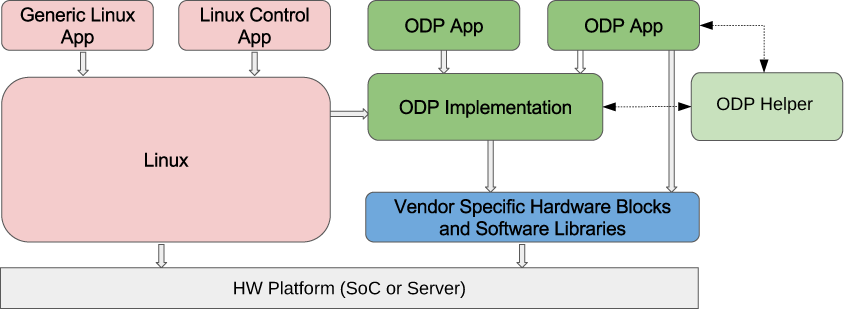 Generic Linux
App
Linux Control
App
ODP App
ODP App
ODP Implementation
ODP Helper
Linux
Vendor Specific Hardware Blocks
and Software Libraries
HW Platform (SoC or Server)